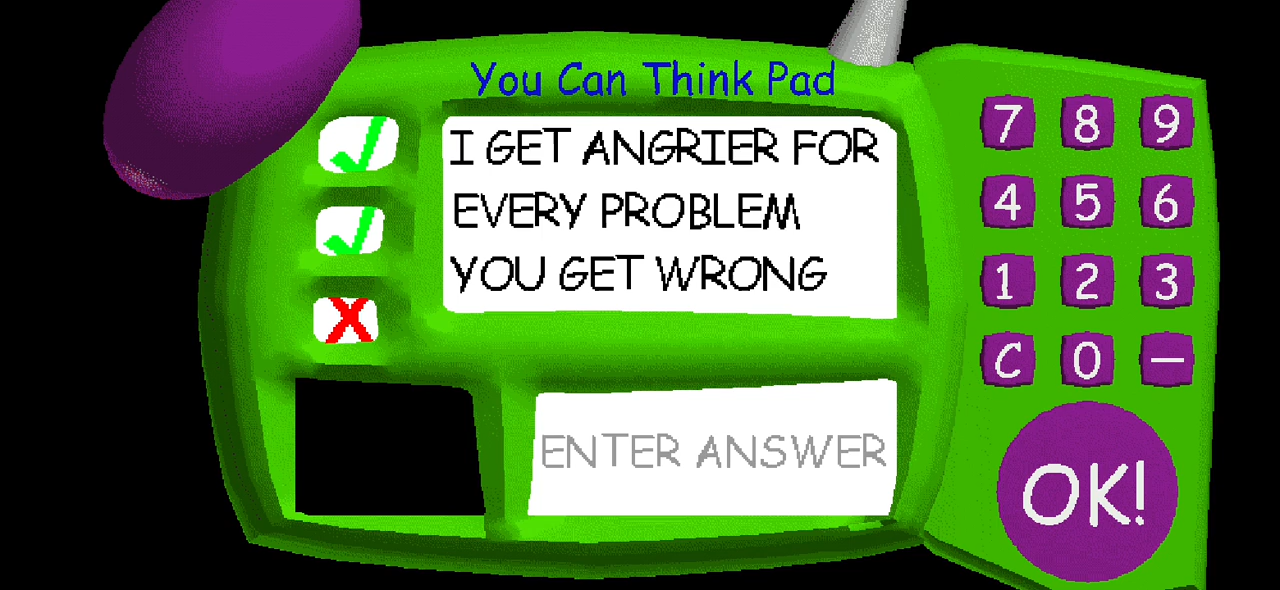 You Can Think Pad
I GET ANGRIER FOR
EVERY PROBLEM
YOU GET WRONG
ENTER ANSWER
7 8 9
4 5 6
1 2 3
C 0 —
OK!